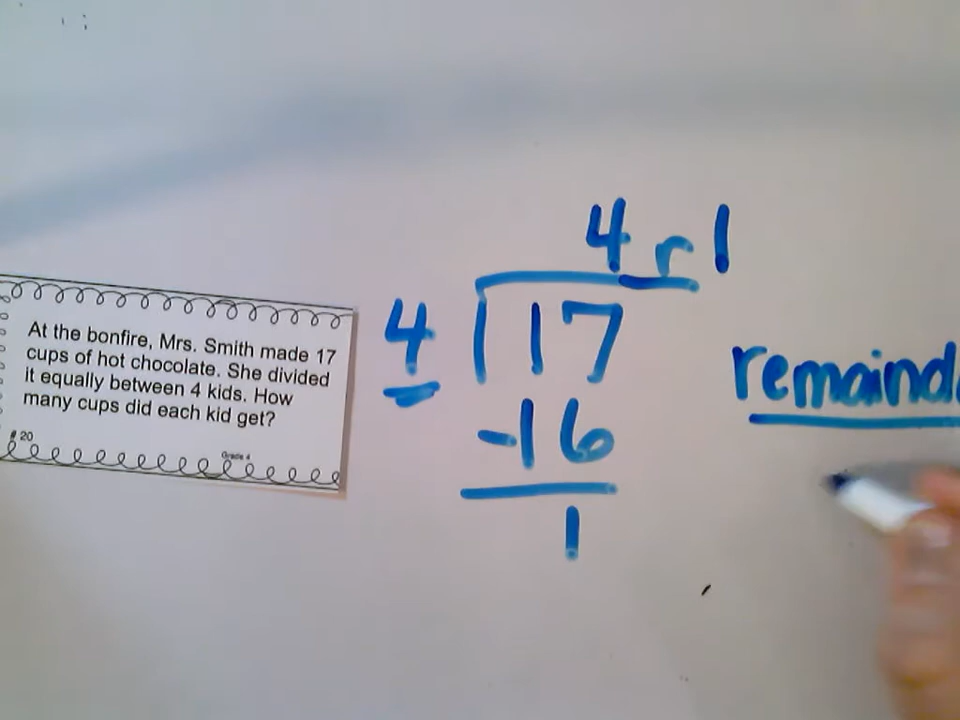 At the bonfire, Mrs. Smith made 17
cups of hot chocolate. She divided
it equally between 4 kids. How
many cups did each kid get?
#20
Grade 4
4 r 1
4 17
-16
1
remainde